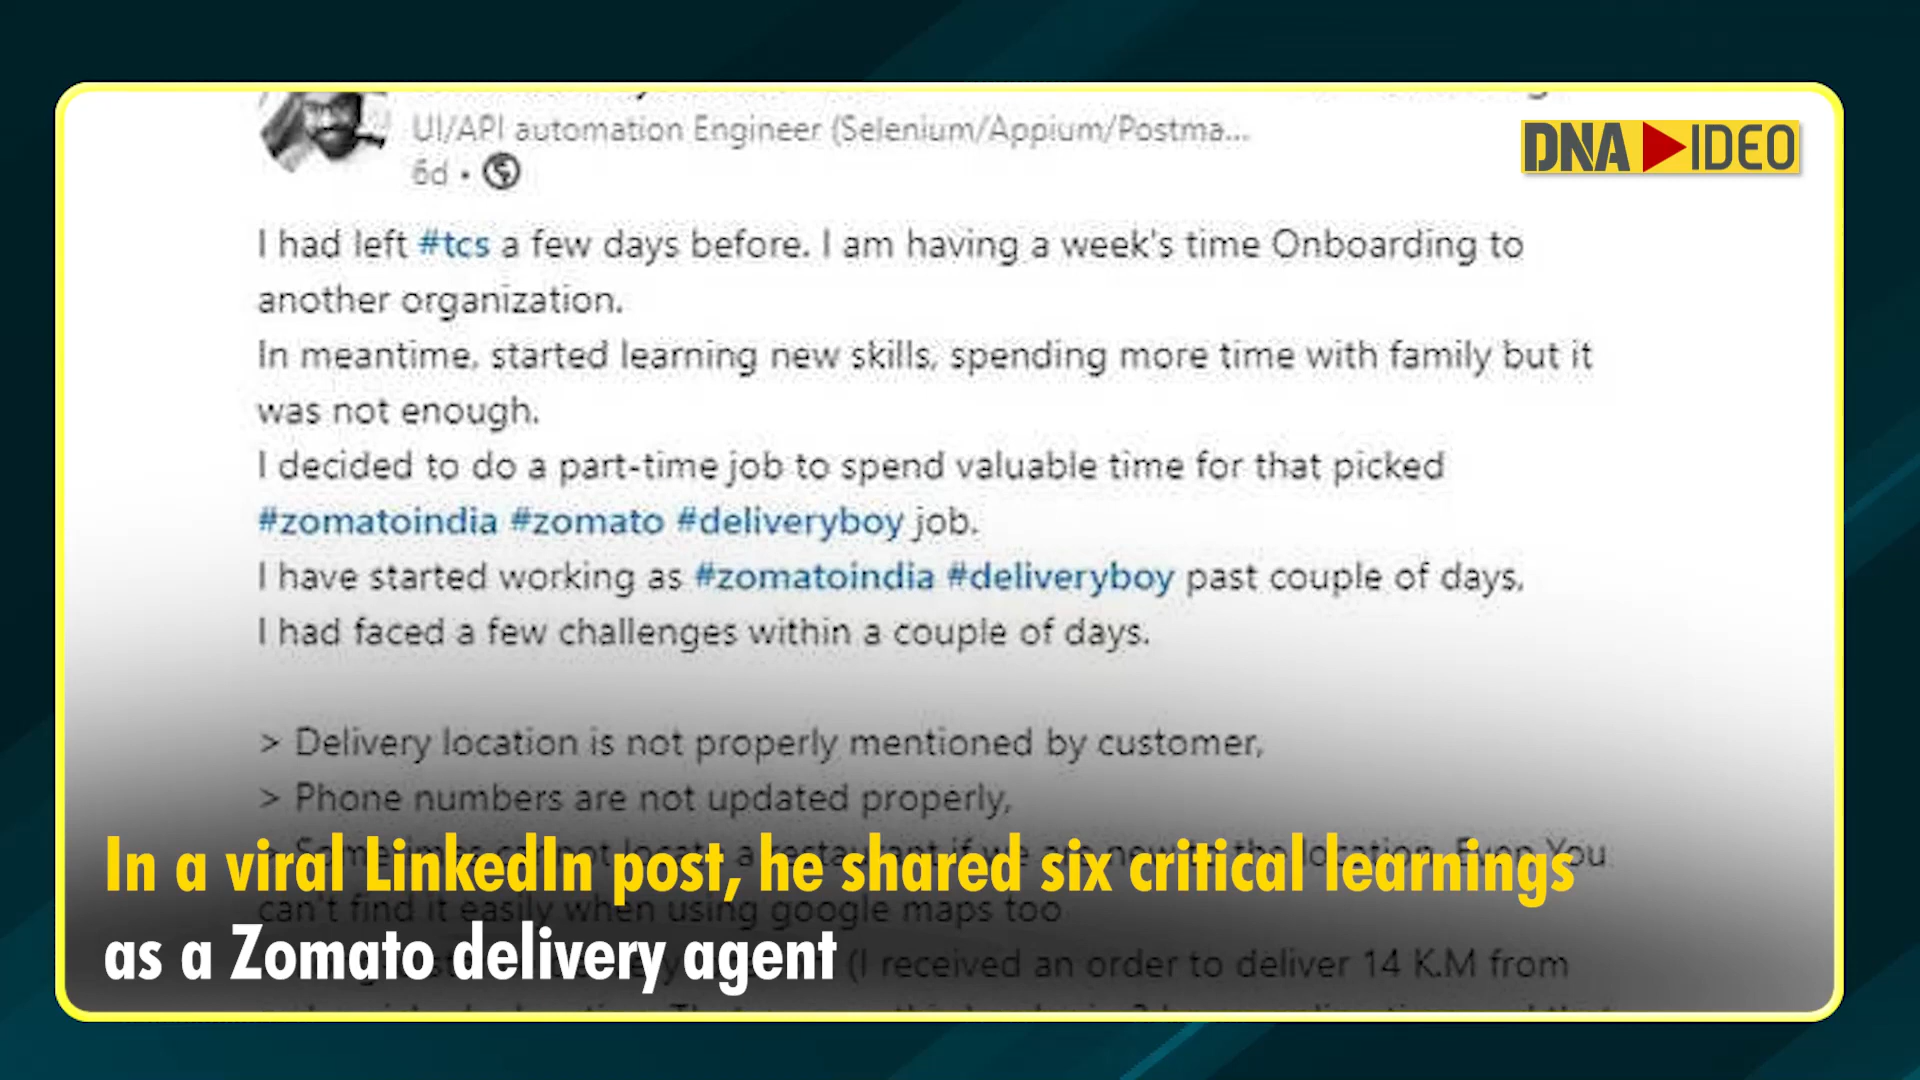 UI/API automation Engineer (Selenium/Appium/Postma...
6d •
DNA VIDEO
I had left #tcs a few days before. I am having a week's time Onboarding to
another organization.
In meantime, started learning new skills, spending more time with family but it
was not enough.
I decided to do a part-time job to spend valuable time for that picked
#zomatoindia #zomato #deliveryboy job.
I have started working as #zomatoindia #deliveryboy past couple of days,
I had faced a few challenges within a couple of days.
> Delivery location is not properly mentioned by customer,
> Phone numbers are not updated properly,
You
In a viral LinkedIn post, he shared six critical learnings
can't find it easily when using google maps too
as a Zomato delivery agent
(I received an order to deliver 14 K.M from